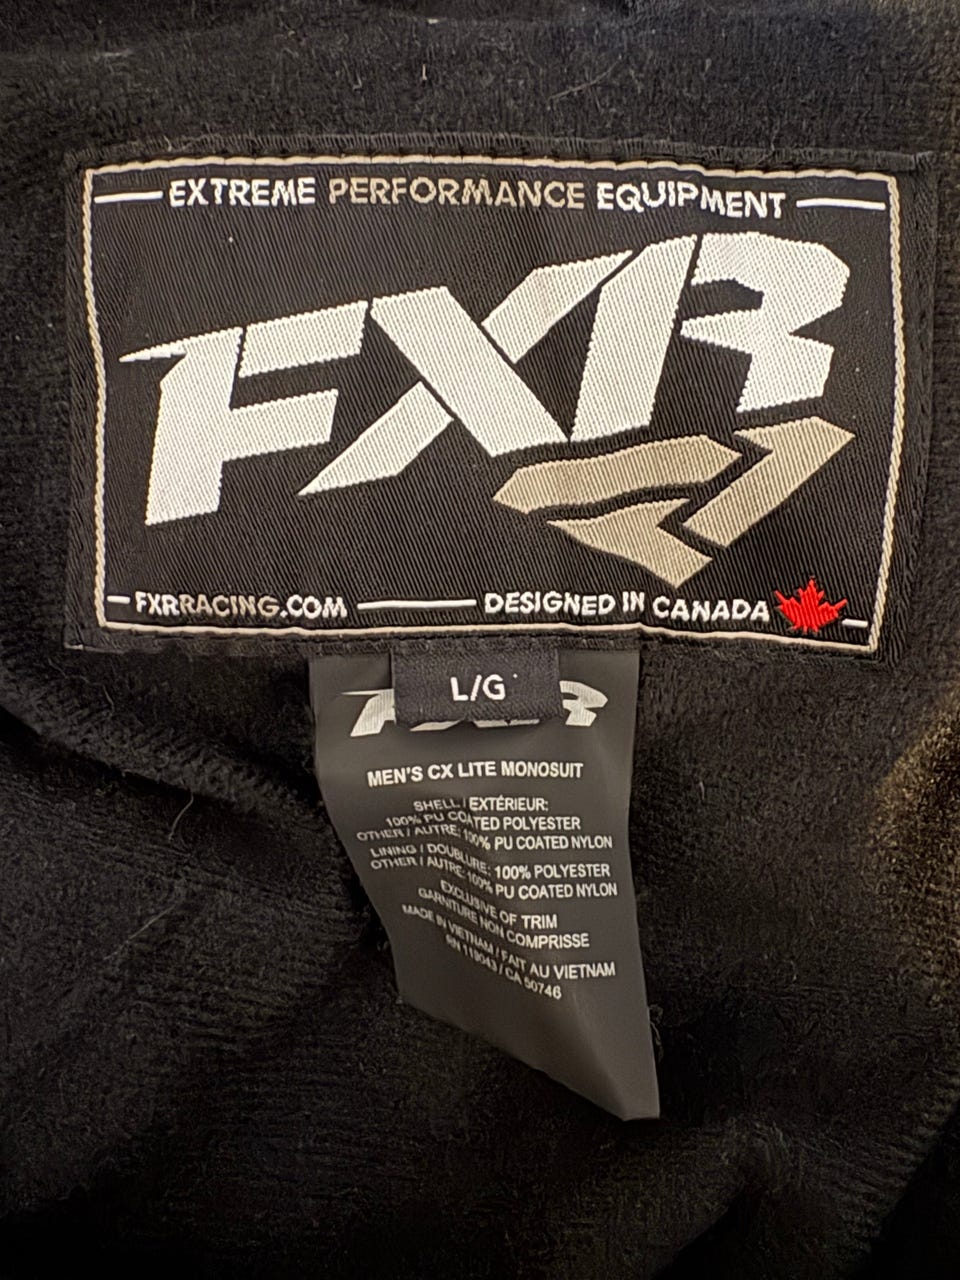 EXTREME PERFORMANCE EQUIPMENT
FXR
FXRRACING.COM DESIGNED IN CANADA
L/G
MEN'S CX LITE MONOSUIT
SHELL / EXTÉRIEUR:
100% PU COATED POLYESTER
OTHER / AUTRE: 100% PU COATED NYLON
LINING / DOUBLURE: 100% POLYESTER
OTHER / AUTRE: 100% PU COATED NYLON
EXCLUSIVE OF TRIM
GARNITURE NON COMPRISSE
MADE IN VIETNAM / FAIT AU VIETNAM
RN 119043 / CA 50746